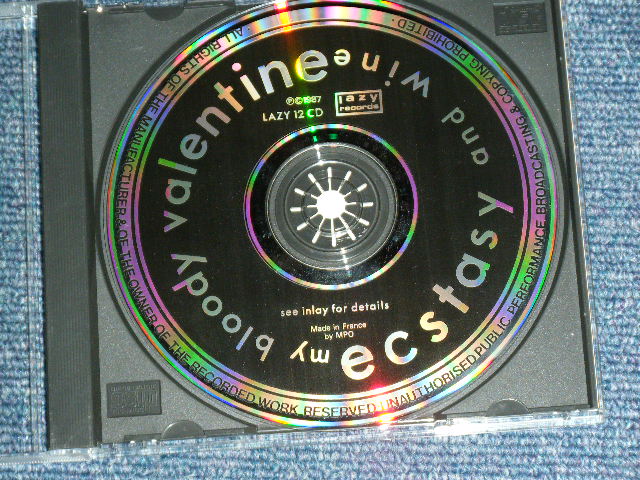 my bloody valentine
ecstasy and wine
℗©1987
LAZY 12 CD
lazy
records
see inlay for details
Made in France
by MPO
ALL RIGHTS OF THE MANUFACTURER & OF THE OWNER OF THE RECORDED WORK RESERVED. UNAUTHORISED PUBLIC PERFORMANCE, BROADCASTING & COPYING PROHIBITED ·